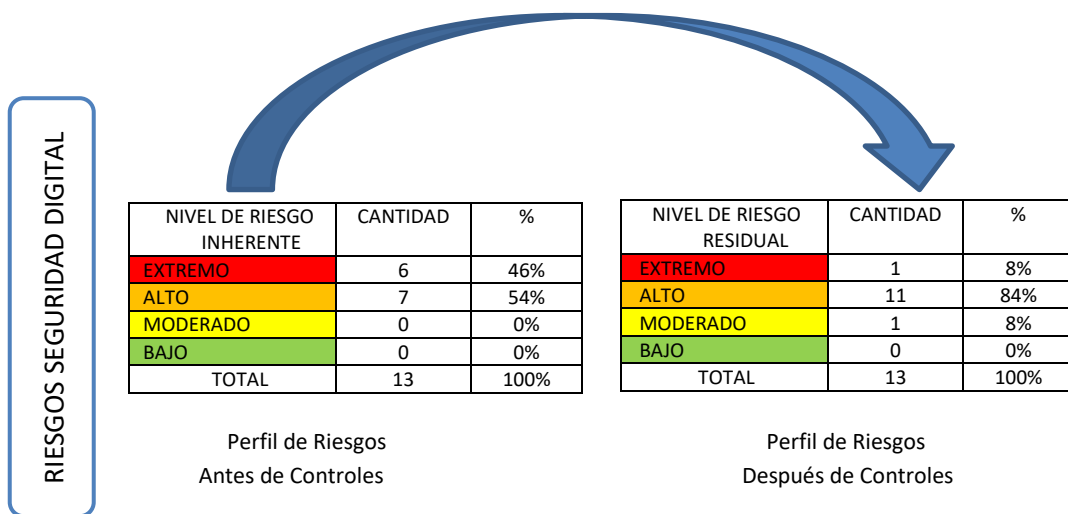 RIESGOS SEGURIDAD DIGITAL
NIVEL DE RIESGO INHERENTE CANTIDAD %
EXTREMO 6 46%
ALTO 7 54%
MODERADO 0 0%
BAJO 0 0%
TOTAL 13 100%
Perfil de Riesgos
Antes de Controles
NIVEL DE RIESGO RESIDUAL CANTIDAD %
EXTREMO 1 8%
ALTO 11 84%
MODERADO 1 8%
BAJO 0 0%
TOTAL 13 100%
Perfil de Riesgos
Después de Controles